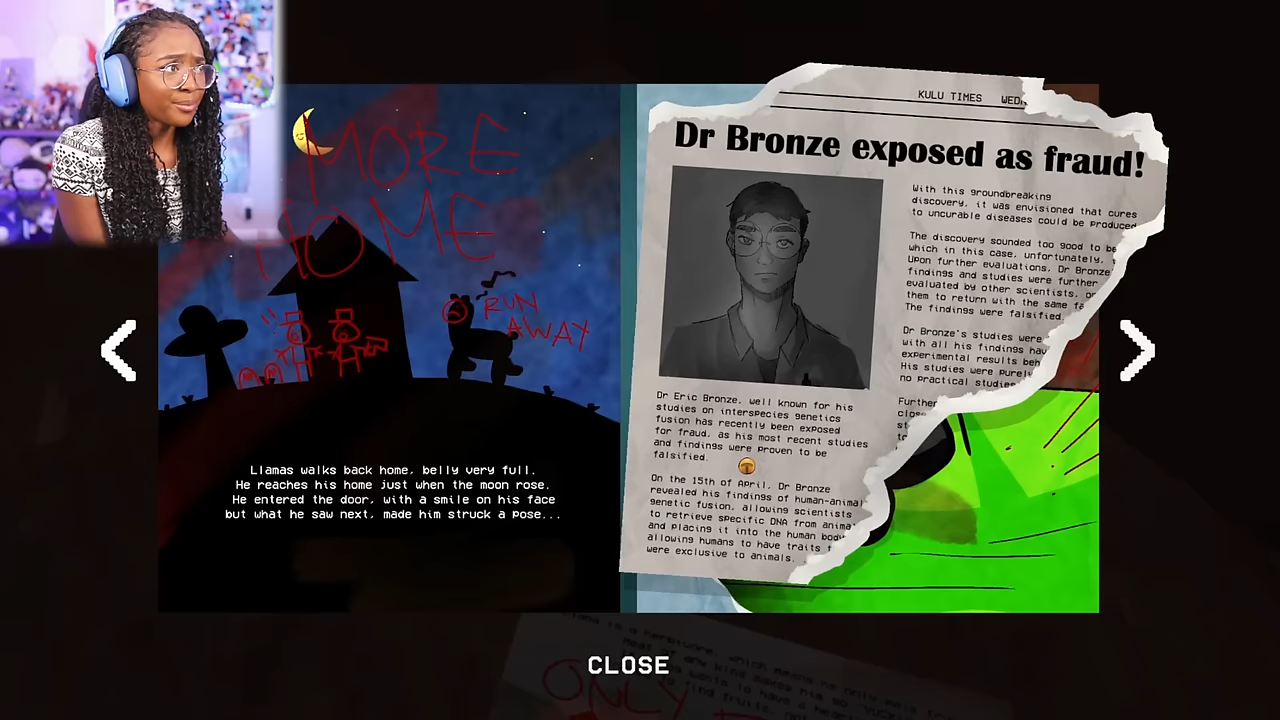 MORE
HOME
RUN
AWAY
Llamas walks back home, belly very full.
He reaches his home just when the moon rose.
He entered the door, with a smile on his face
but what he saw next, made him struck a pose...
KULU TIMES
Dr Bronze exposed as fraud!
Dr Eric Bronze, well known for his
studies on interspecies genetics
fusion has recently been exposed
for fraud, as his most recent studies
and findings were proven to be
falsified.
On the 15th of April, Dr Bronze
revealed his findings of human-animal
genetic fusion, allowing scientists
to retrieve specific DNA from
and placing it into the human
allowing humans to have traits
were exclusive to animals.
With this groundbreaking
discovery, it was envisioned that cures
to uncurable diseases could be produced
The discovery sounded too good to be
which in this case, unfortunately,
Upon further evaluations, Dr Bronze
findings and studies were further
evaluated by other scientists,
them to return with the same
The findings were falsified.
Dr Bronze's studies were
with all his findings
experimental results
His studies were
no practical
CLOSE
ONLY